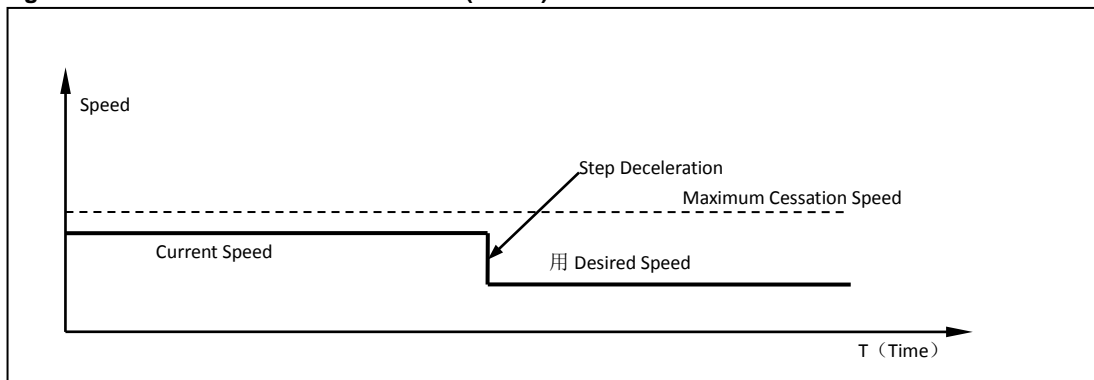 Speed
Step Deceleration
Maximum Cessation Speed
Current Speed
用 Desired Speed
T（Time）